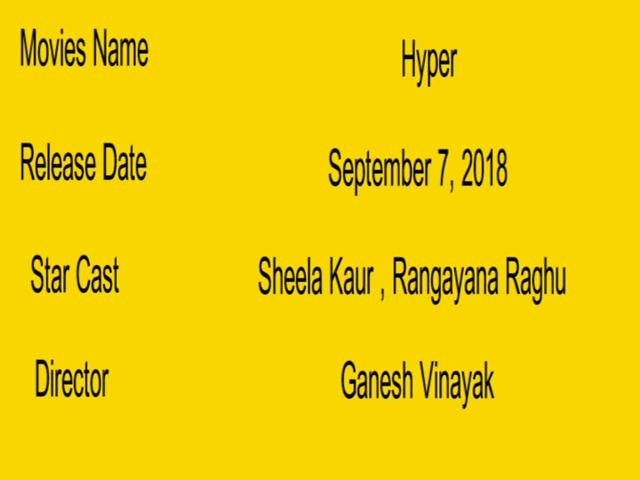 Movies Name Hyper
Release Date September 7, 2018
Star Cast Sheela Kaur , Rangayana Raghu
Director Ganesh Vinayak